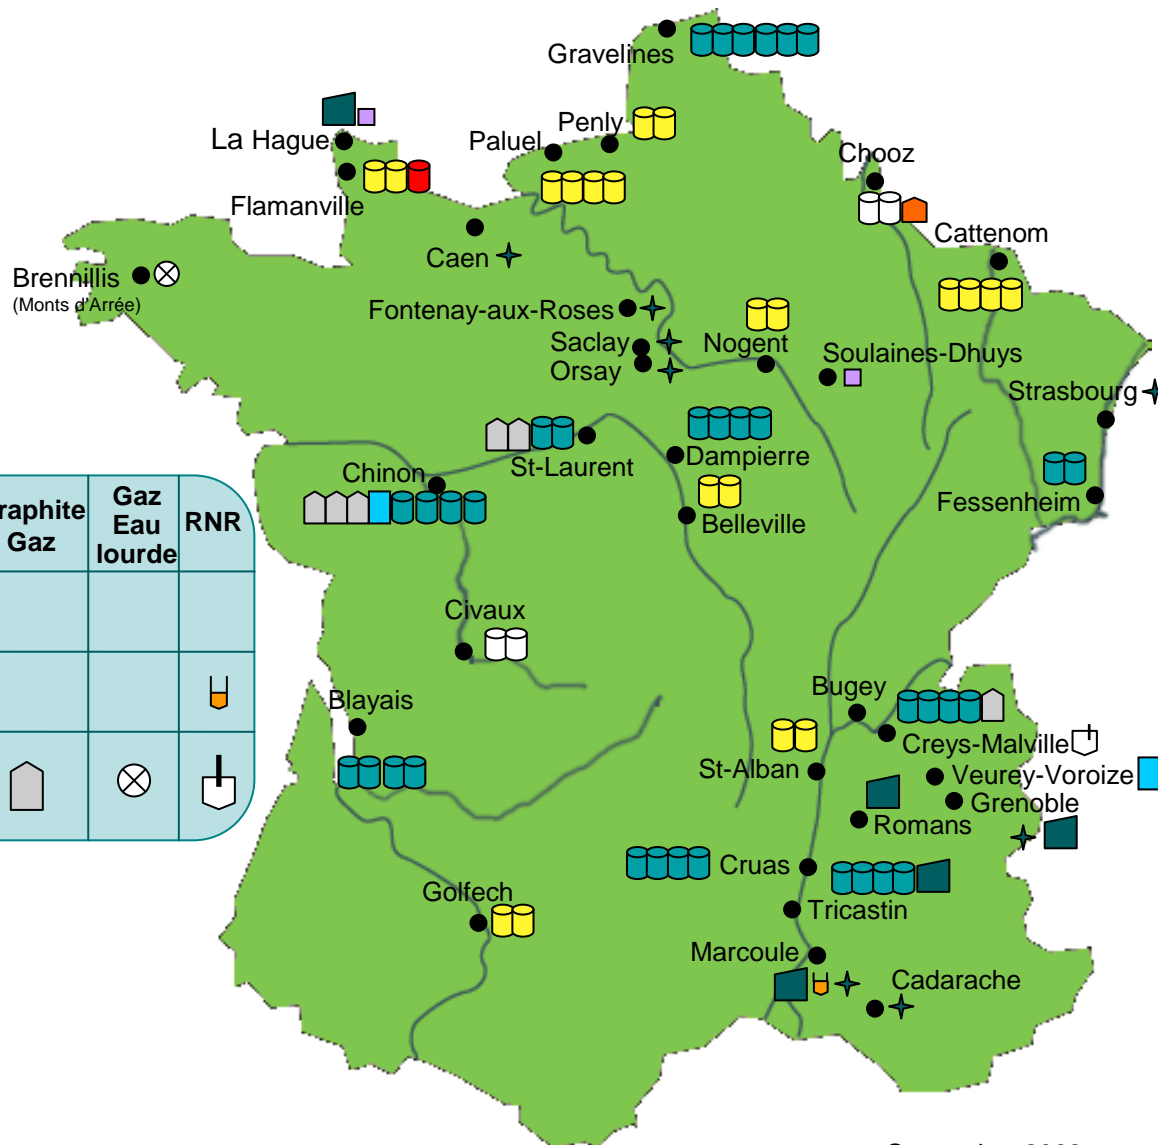 Gravelines
Penly
La Hague
Paluel
Chooz
Flamanville
Cattenom
Caen
Brennillis
(Monts d'Arrée)
Fontenay-aux-Roses
Saclay
Nogent
Soulaines-Dhuys
Orsay
Strasbourg
Dampierre
St-Laurent
Chinon
Fessenheim
Belleville
raphite
Gaz
Gaz
Eau
lourde
RNR
Civaux
Blayais
Bugey
Creys-Malville
St-Alban
Veurey-Voroize
Grenoble
Romans
Cruas
Golfech
Tricastin
Marcoule
Cadarache